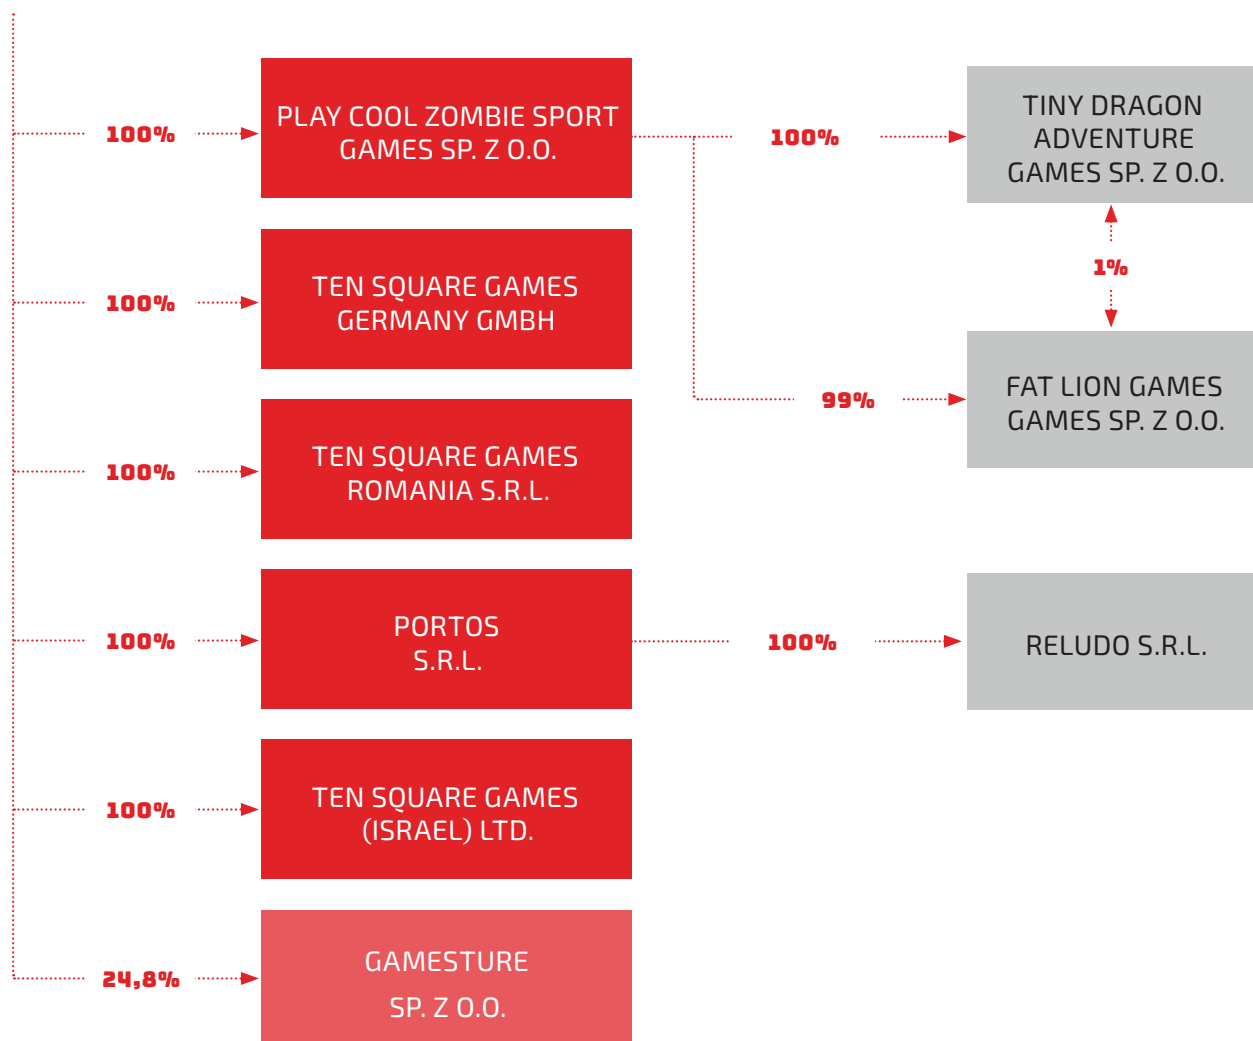 100%
PLAY COOL ZOMBIE SPORT
GAMES SP. Z O.O.
100%
TINY DRAGON
ADVENTURE
GAMES SP. Z O.O.
1%
100%
TEN SQUARE GAMES
GERMANY GMBH
99%
FAT LION GAMES
GAMES SP. Z O.O.
100%
TEN SQUARE GAMES
ROMANIA S.R.L.
100%
PORTOS
S.R.L.
100%
RELUDO S.R.L.
100%
TEN SQUARE GAMES
(ISRAEL) LTD.
24,8%
GAMESTURE
SP. Z O.O.